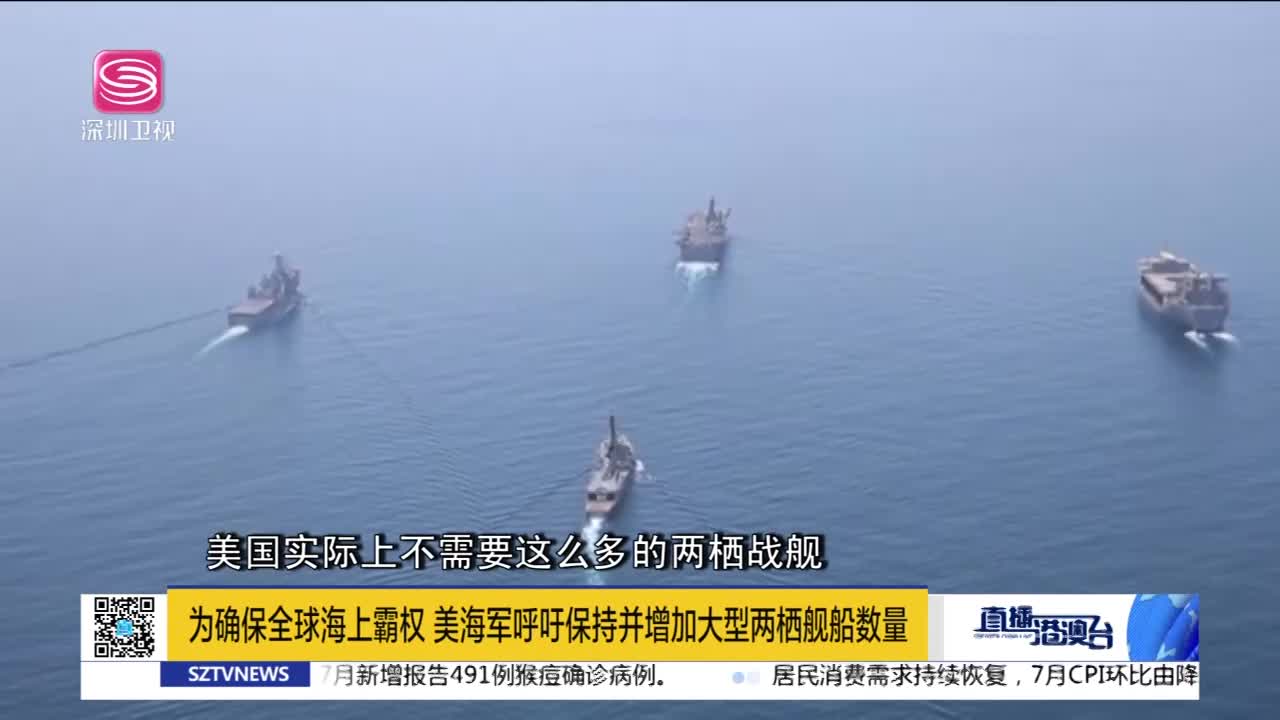 深圳卫视
美国实际上不需要这么多的两栖战舰
为确保全球海上霸权 美海军呼吁保持并增加大型两栖舰船数量
直播港澳台
SZTVNEWS
7月新增报告491例猴痘确诊病例。 居民消费需求持续恢复，7月CPI环比由降